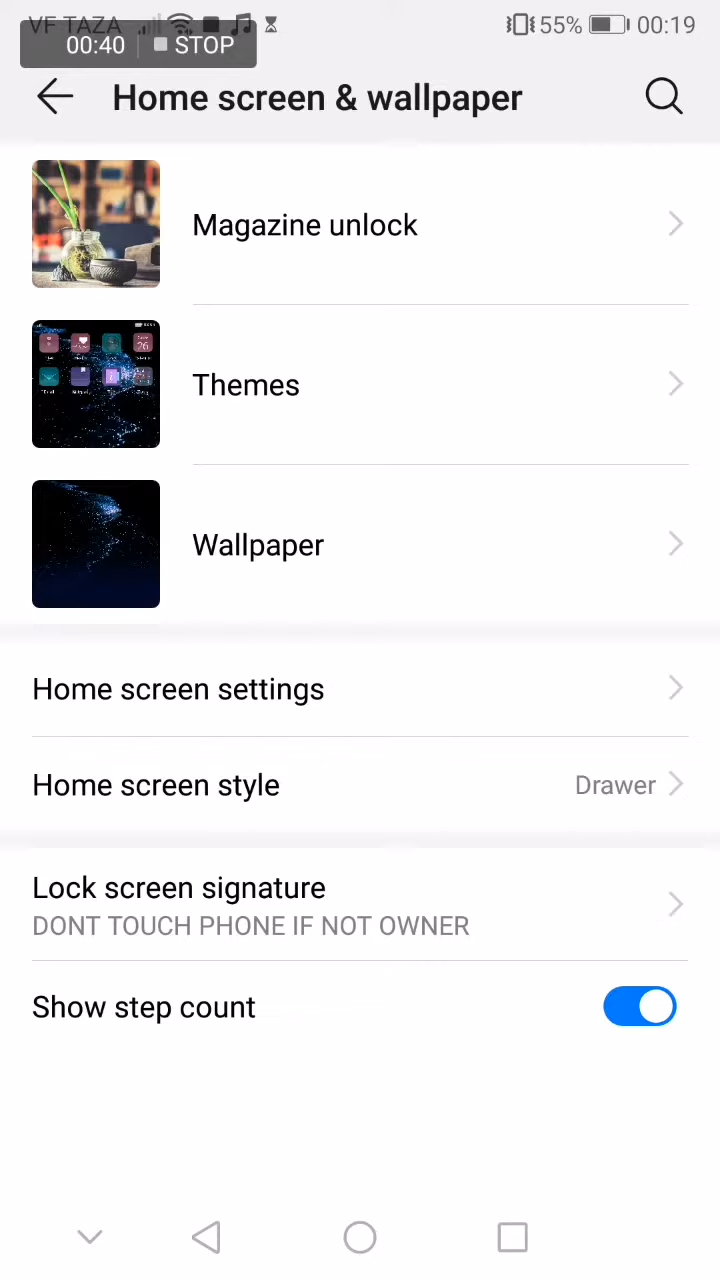 VF TAZA 55% 00:19
00:40 STOP
Home screen & wallpaper
Magazine unlock
Themes
Wallpaper
Home screen settings
Home screen style Drawer
Lock screen signature
DONT TOUCH PHONE IF NOT OWNER
Show step count